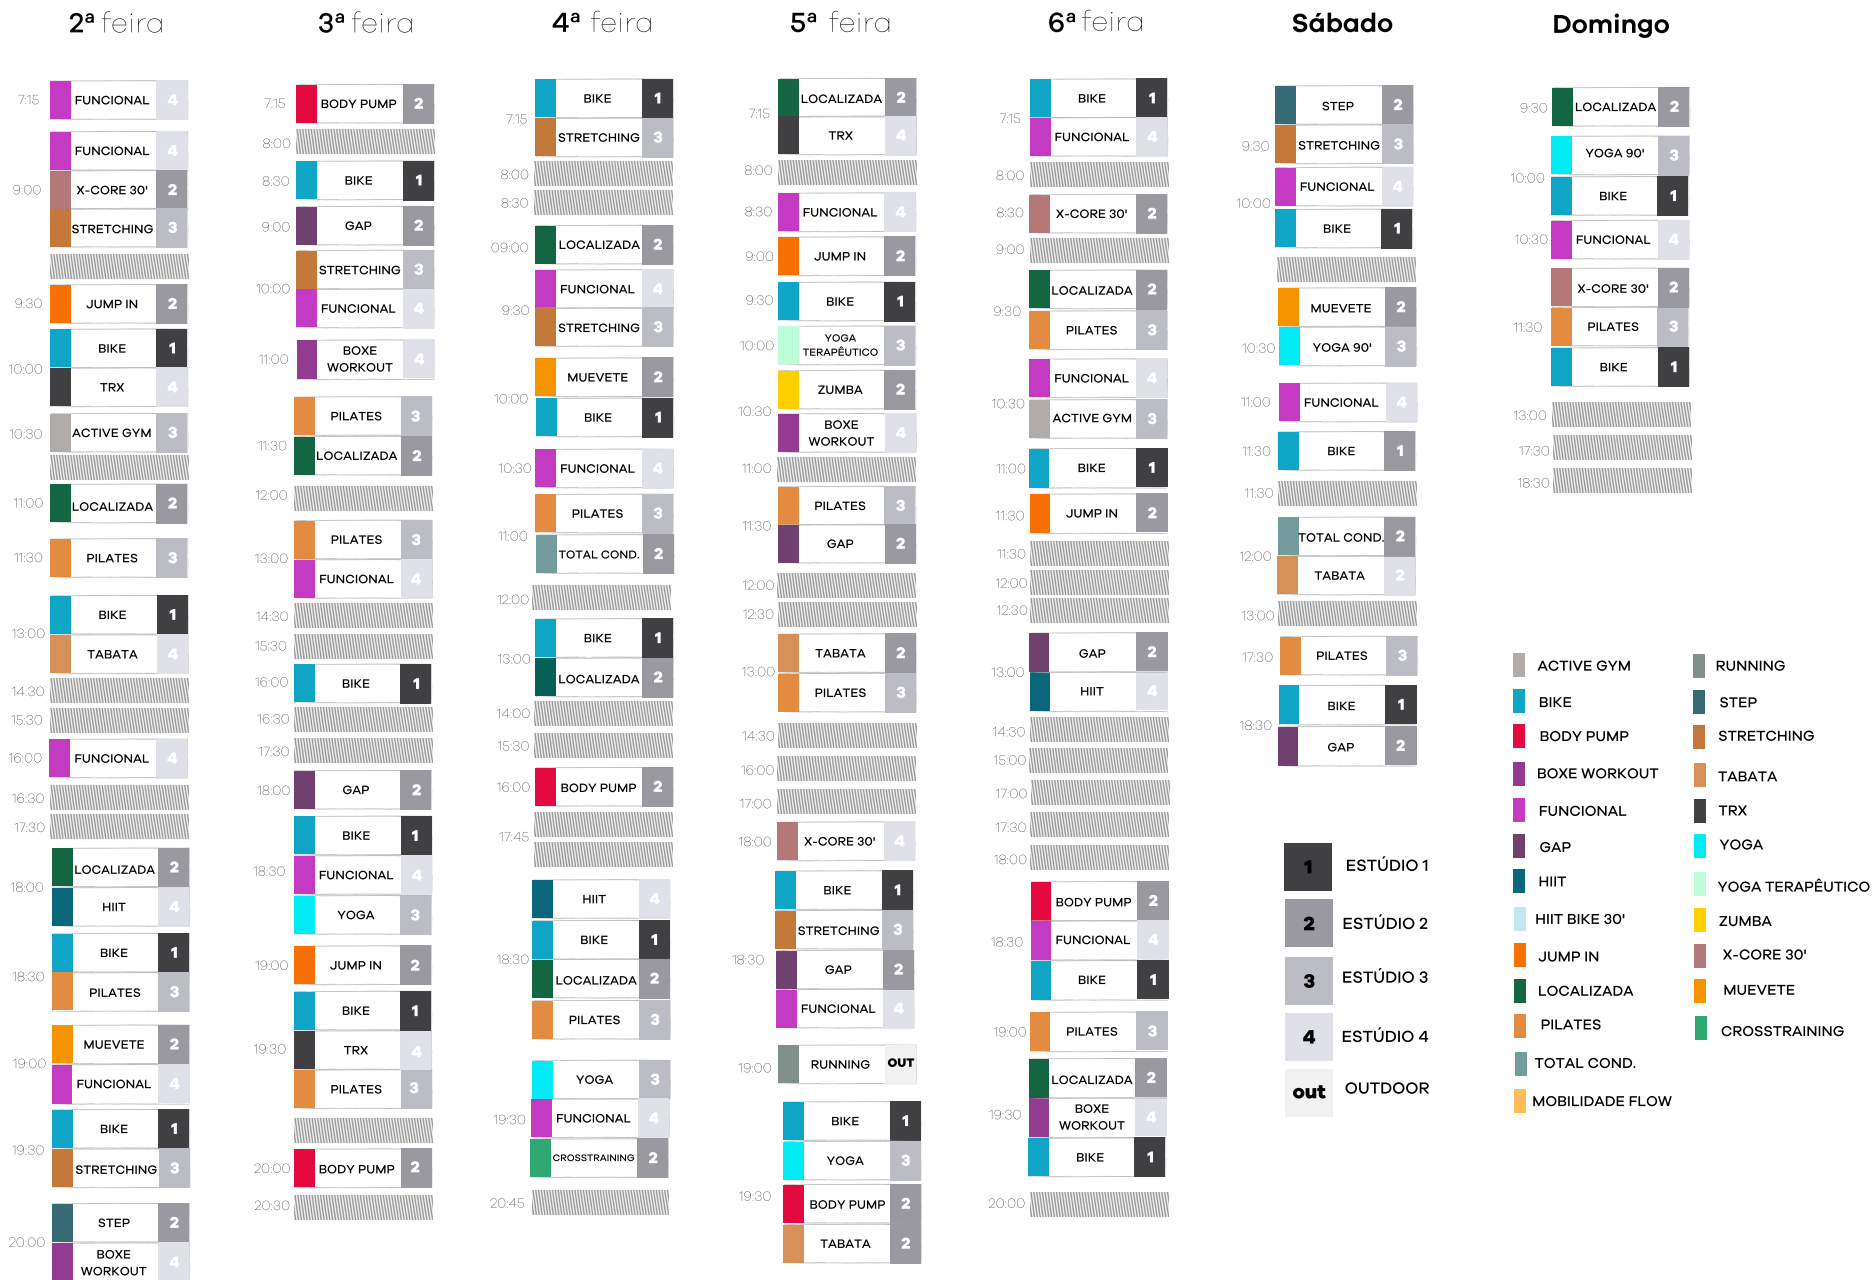 2ª feira
7:15
FUNCIONAL 4
FUNCIONAL 4
9:00
X-CORE 30' 2
STRETCHING 3
9:30
JUMP IN 2
BIKE 1
10:00
TRX 4
10:30
ACTIVE GYM 3
11:00
LOCALIZADA 2
11:30
PILATES 3
BIKE 1
13:00
TABATA 4
14:30
15:30
16:00
FUNCIONAL 4
16:30
17:30
LOCALIZADA 2
18:00
HIIT 4
BIKE 1
18:30
PILATES 3
MUEVETE 2
19:00
FUNCIONAL 4
BIKE 1
19:30
STRETCHING 3
STEP 2
20:00
BOXE
WORKOUT 4
3ª feira
7:15
BODY PUMP 2
8:00
8:30
BIKE 1
9:00
GAP 2
STRETCHING 3
10:00
FUNCIONAL 4
11:00
BOXE
WORKOUT 4
PILATES 3
11:30
LOCALIZADA 2
12:00
PILATES 3
13:00
FUNCIONAL 4
14:30
15:30
16:00
BIKE 1
16:30
17:30
18:00
GAP 2
BIKE 1
18:30
FUNCIONAL 4
YOGA 3
19:00
JUMP IN 2
BIKE 1
19:30
TRX 4
PILATES 3
20:00
BODY PUMP 2
20:30
4ª feira
BIKE 1
7:15
STRETCHING 3
8:00
8:30
09:00
LOCALIZADA 2
FUNCIONAL 4
9:30
STRETCHING 3
MUEVETE 2
10:00
BIKE 1
10:30
FUNCIONAL 4
PILATES 3
11:00
TOTAL COND. 2
12:00
BIKE 1
13:00
LOCALIZADA 2
14:00
15:30
16:00
BODY PUMP 2
17:45
HIIT 4
BIKE 1
18:30
LOCALIZADA 2
PILATES 3
YOGA 3
19:30
FUNCIONAL 4
CROSSTRAINING 2
20:45
5ª feira
LOCALIZADA 2
7:15
TRX 4
8:00
8:30
FUNCIONAL 4
9:00
JUMP IN 2
9:30
BIKE 1
10:00
YOGA
TERAPÊUTICO 3
ZUMBA 2
10:30
BOXE
WORKOUT 4
11:00
PILATES 3
11:30
GAP 2
12:00
12:30
TABATA 2
13:00
PILATES 3
14:30
16:00
17:00
18:00
X-CORE 30' 4
BIKE 1
STRETCHING 3
18:30
GAP 2
FUNCIONAL 4
19:00
RUNNING OUT
BIKE 1
YOGA 3
19:30
BODY PUMP 2
TABATA 2
6ª feira
BIKE 1
7:15
FUNCIONAL 4
8:00
8:30
X-CORE 30' 2
9:00
LOCALIZADA 2
9:30
PILATES 3
FUNCIONAL 4
10:30
ACTIVE GYM 3
11:00
BIKE 1
11:30
JUMP IN 2
11:30
12:00
12:30
GAP 2
13:00
HIIT 4
14:30
15:00
17:00
17:30
18:00
BODY PUMP 2
18:30
FUNCIONAL 4
BIKE 1
19:00
PILATES 3
LOCALIZADA 2
19:30
BOXE
WORKOUT 4
BIKE 1
20:00
Sábado
STEP 2
9:30
STRETCHING 3
FUNCIONAL 4
10:00
BIKE 1
MUEVETE 2
10:30
YOGA 90' 3
11:00
FUNCIONAL 4
11:30
BIKE 1
11:30
TOTAL COND. 2
12:00
TABATA 2
13:00
17:30
PILATES 3
BIKE 1
18:30
GAP 2
Domingo
9:30
LOCALIZADA 2
YOGA 90' 3
10:00
BIKE 1
10:30
FUNCIONAL 4
X-CORE 30' 2
11:30
PILATES 3
BIKE 1
13:00
17:30
18:30
1 ESTÚDIO 1
2 ESTÚDIO 2
3 ESTÚDIO 3
4 ESTÚDIO 4
out OUTDOOR
ACTIVE GYM
BIKE
BODY PUMP
BOXE WORKOUT
FUNCIONAL
GAP
HIIT
HIIT BIKE 30'
JUMP IN
LOCALIZADA
PILATES
TOTAL COND.
MOBILIDADE FLOW
RUNNING
STEP
STRETCHING
TABATA
TRX
YOGA
YOGA TERAPÊUTICO
ZUMBA
X-CORE 30'
MUEVETE
CROSSTRAINING